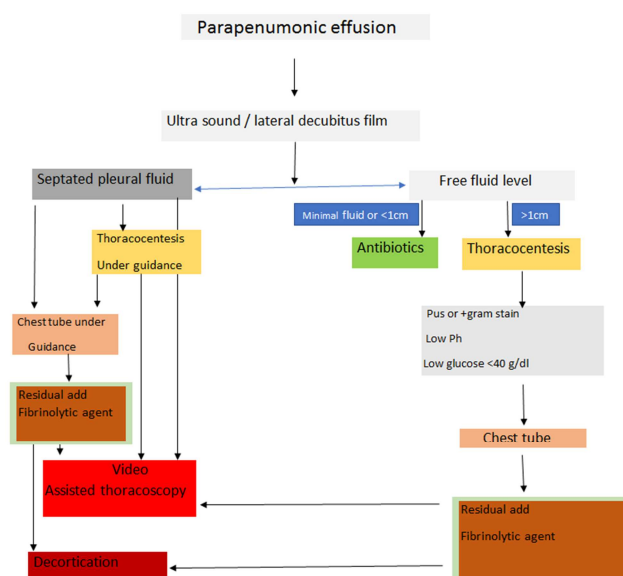 Parapenumonic effusion
Ultra sound / lateral decubitus film
Septated pleural fluid
Free fluid level
Minimal fluid or <1cm
>1cm
Thoracocentesis
Under guidance
Antibiotics
Thoracocentesis
Chest tube under
Guidance
Pus or +gram stain
Low Ph
Low glucose <40 g/dl
Residual add
Fibrinolytic agent
Chest tube
Video
Assisted thoracoscopy
Residual add
Fibrinolytic agent
Decortication